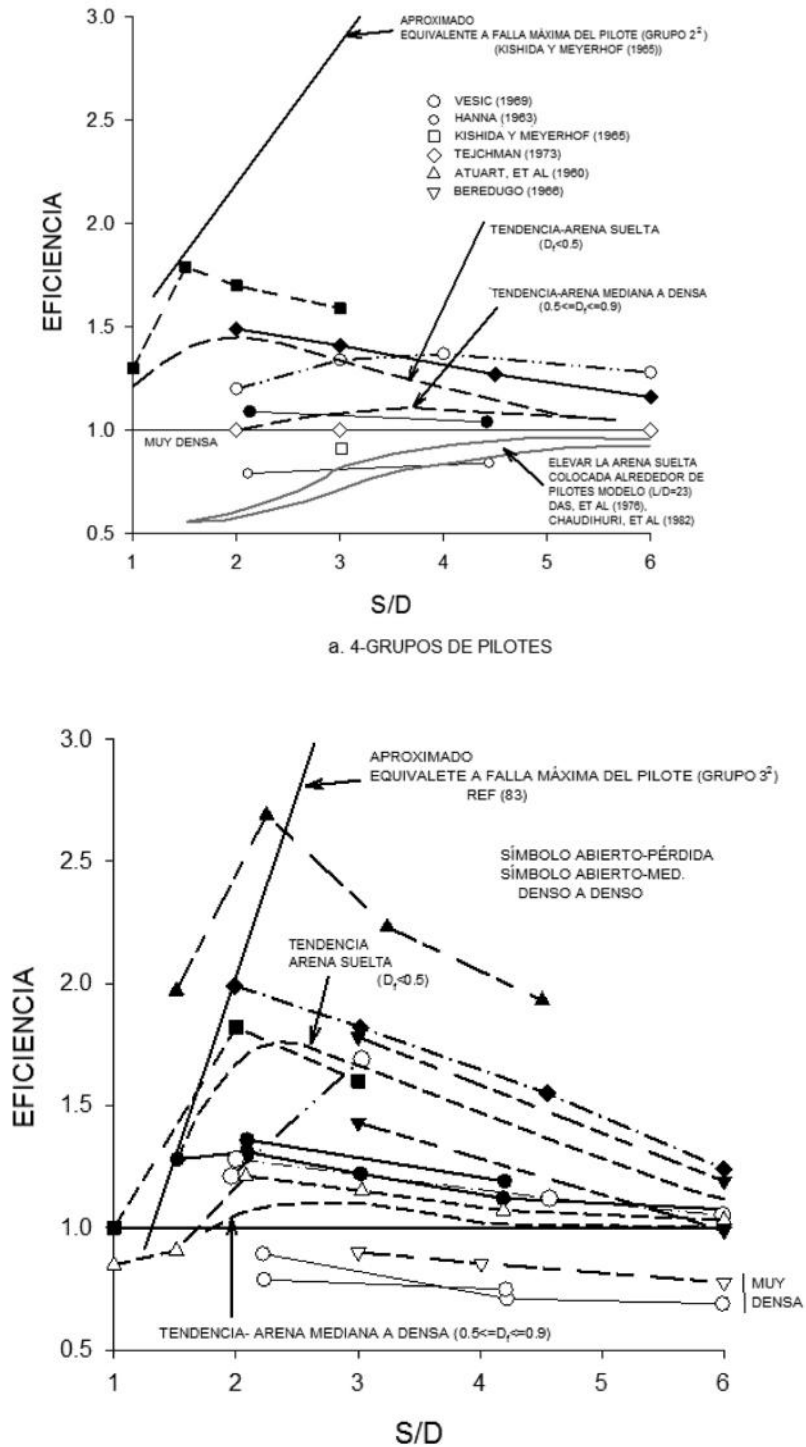 APROXIMADO
EQUIVALENTE A FALLA MÁXIMA DEL PILOTE (GRUPO 2²)
(KISHIDA Y MEYERHOF (1965))
VESIC (1969)
HANNA (1963)
KISHIDA Y MEYERHOF (1965)
TEJCHMAN (1973)
ATUART, ET AL (1960)
BEREDUGO (1966)
TENDENCIA-ARENA SUELTA
(Dr<0.5)
TENDENCIA-ARENA MEDIANA A DENSA
(0.5<=Dr<=0.9)
MUY DENSA
ELEVAR LA ARENA SUELTA
COLOCADA ALREDEDOR DE
PILOTES MODELO (L/D=23)
DAS, ET AL (1976),
CHAUDIHURI, ET AL (1982)
EFICIENCIA
3.0
2.5
2.0
1.5
1.0
0.5
1 2 3 4 5 6
S/D
a. 4-GRUPOS DE PILOTES
APROXIMADO
EQUIVALETE A FALLA MÁXIMA DEL PILOTE (GRUPO 3²)
REF (83)
SÍMBOLO ABIERTO-PÉRDIDA
SÍMBOLO ABIERTO-MED.
DENSO A DENSO
TENDENCIA
ARENA SUELTA
(Dr<0.5)
MUY
DENSA
TENDENCIA- ARENA MEDIANA A DENSA (0.5<=Dr<=0.9)
EFICIENCIA
3.0
2.5
2.0
1.5
1.0
0.5
1 2 3 4 5 6
S/D